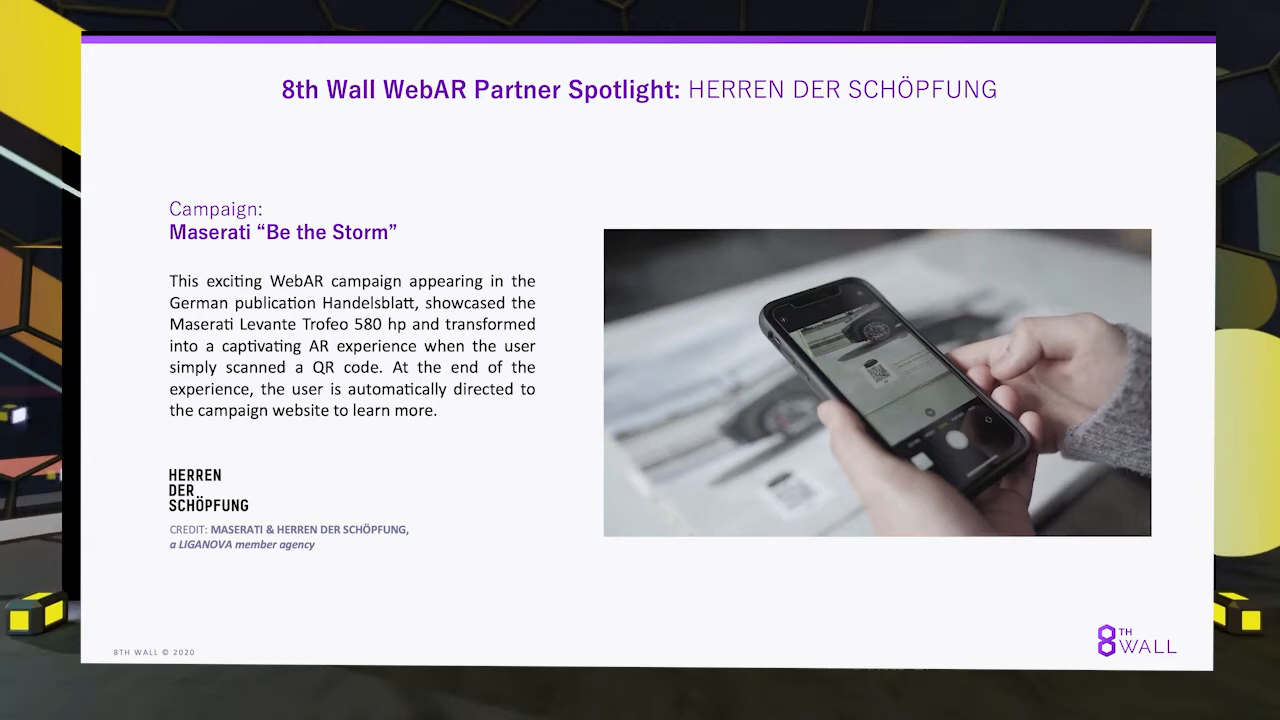 8th Wall WebAR Partner Spotlight: HERREN DER SCHÖPFUNG
Campaign:
Maserati “Be the Storm”
This exciting WebAR campaign appearing in the
German publication Handelsblatt, showcased the
Maserati Levante Trofeo 580 hp and transformed
into a captivating AR experience when the user
simply scanned a QR code. At the end of the
experience, the user is automatically directed to
the campaign website to learn more.
HERREN
DER
SCHÖPFUNG
CREDIT: MASERATI & HERREN DER SCHÖPFUNG,
a LIGANOVA member agency
8TH WALL © 2020
8TH WALL